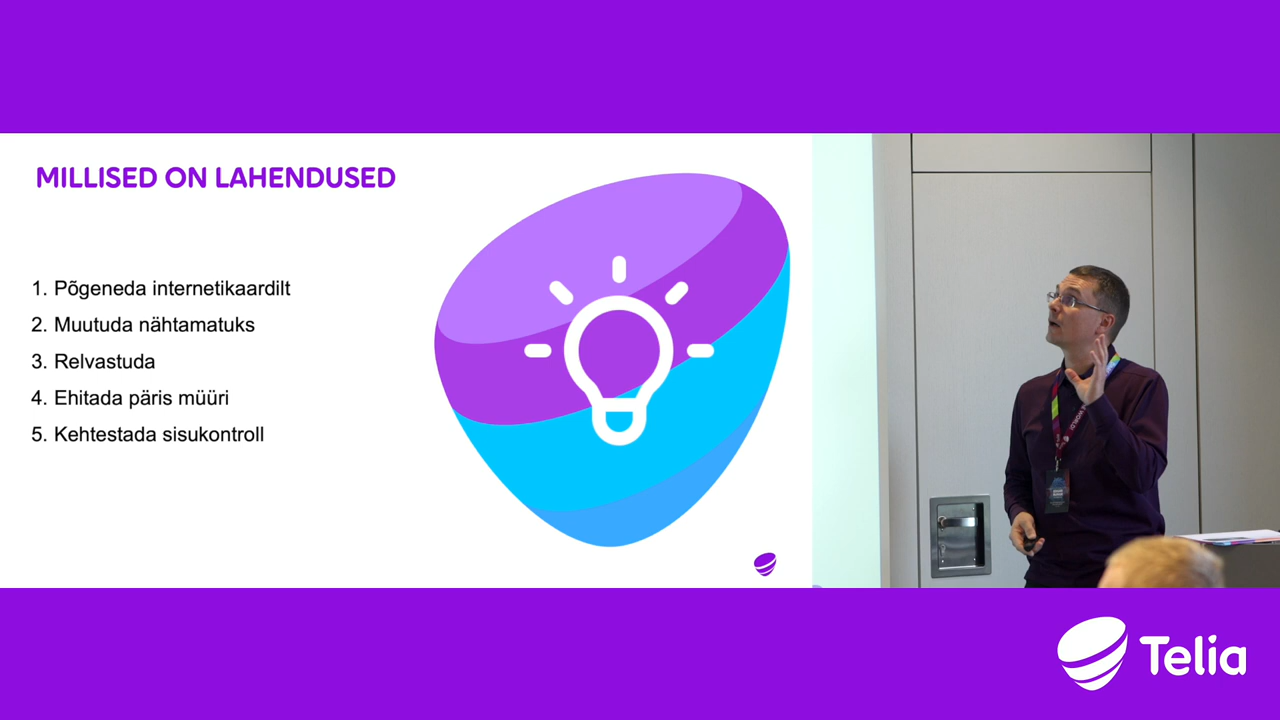 MILLISED ON LAHENDUSED
1. Põgeneda internetikaardilt
2. Muutuda nähtamatuks
3. Relvastuda
4. Ehitada päris müüri
5. Kehtestada sisukontroll
Telia